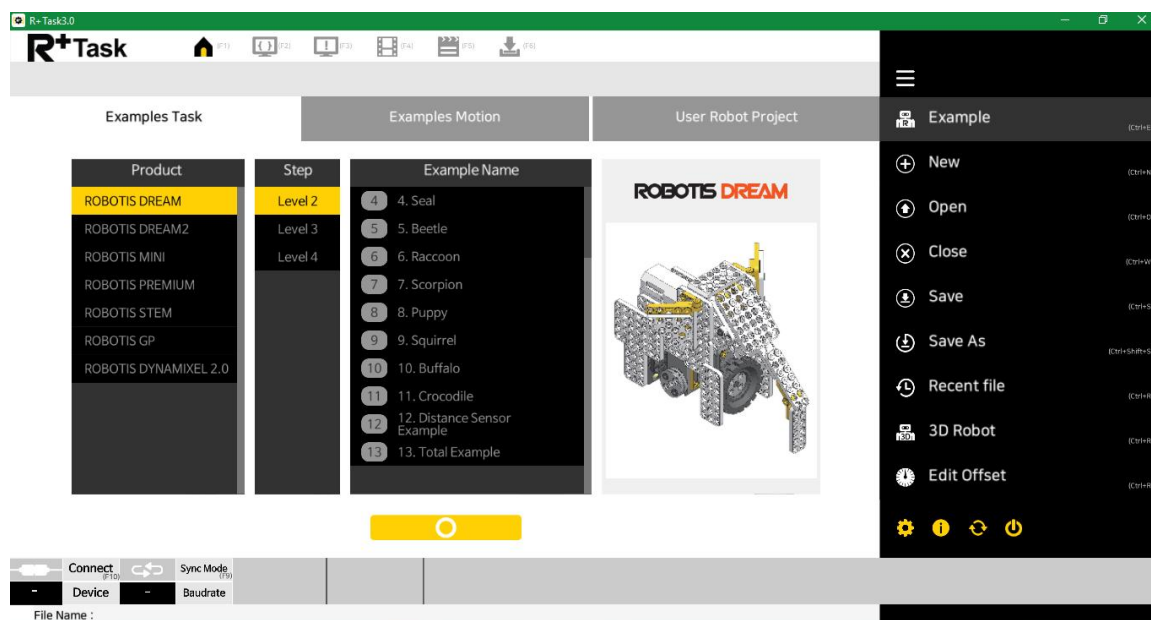 R+Task3.0
R+Task
(F1)
(F2)
(F3)
(F4)
(F5)
(F6)
Examples Task
Examples Motion
User Robot Project
Product
ROBOTIS DREAM
ROBOTIS DREAM2
ROBOTIS MINI
ROBOTIS PREMIUM
ROBOTIS STEM
ROBOTIS GP
ROBOTIS DYNAMIXEL 2.0
Step
Level 2
Level 3
Level 4
Example Name
4 4. Seal
5 5. Beetle
6 6. Raccoon
7 7. Scorpion
8 8. Puppy
9 9. Squirrel
10 10. Buffalo
11 11. Crocodile
12 12. Distance Sensor
Example
13 13. Total Example
ROBOTIS DREAM
R Example (Ctrl+E
New (Ctrl+N
Open (Ctrl+O
Close (Ctrl+W
Save (Ctrl+S
Save As (Ctrl+Shift+S
Recent file (Ctrl+R
3D 3D Robot (Ctrl+R
Edit Offset (Ctrl+R
Connect (F10)
Sync Mode (F9)
- Device
- Baudrate
File Name :